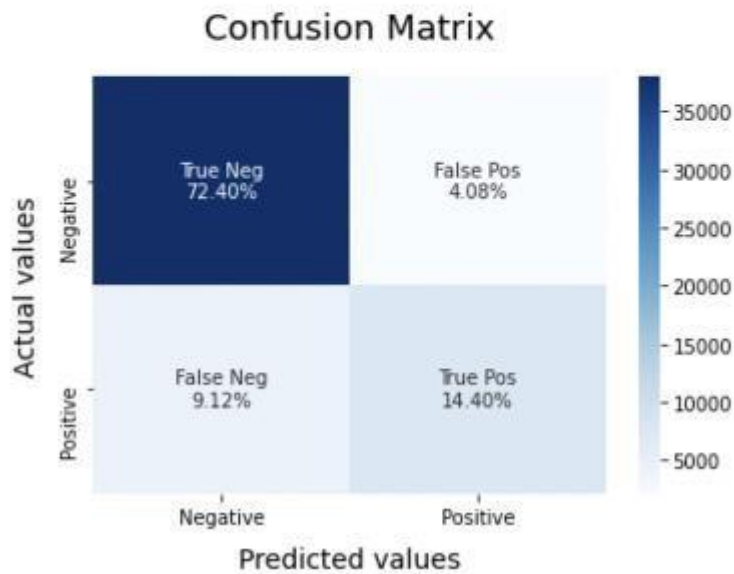 Confusion Matrix
True Neg
72.40%
False Pos
4.08%
False Neg
9.12%
True Pos
14.40%
Actual values
Negative
Positive
Negative
Positive
Predicted values
35000
30000
25000
20000
15000
10000
5000